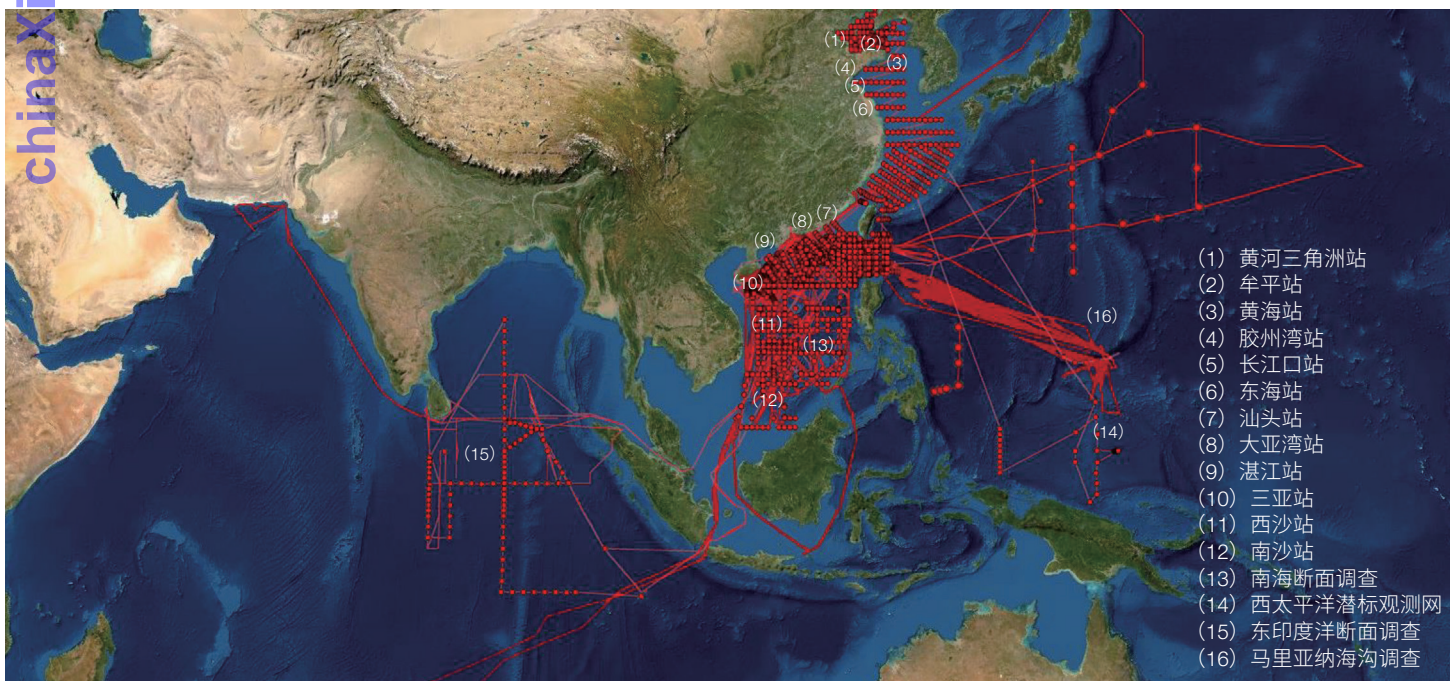 chinaXi
(1)
(2)
(3)
(4)
(5)
(6)
(7)
(8)
(9)
(10)
(11)
(12)
(13)
(14)
(15)
(16)
(1) 黄河三角洲站
(2) 牟平站
(3) 黄海站
(4) 胶州湾站
(5) 长江口站
(6) 东海站
(7) 汕头站
(8) 大亚湾站
(9) 湛江站
(10) 三亚站
(11) 西沙站
(12) 南沙站
(13) 南海断面调查
(14) 西太平洋潜标观测网
(15) 东印度洋断面调查
(16) 马里亚纳海沟调查